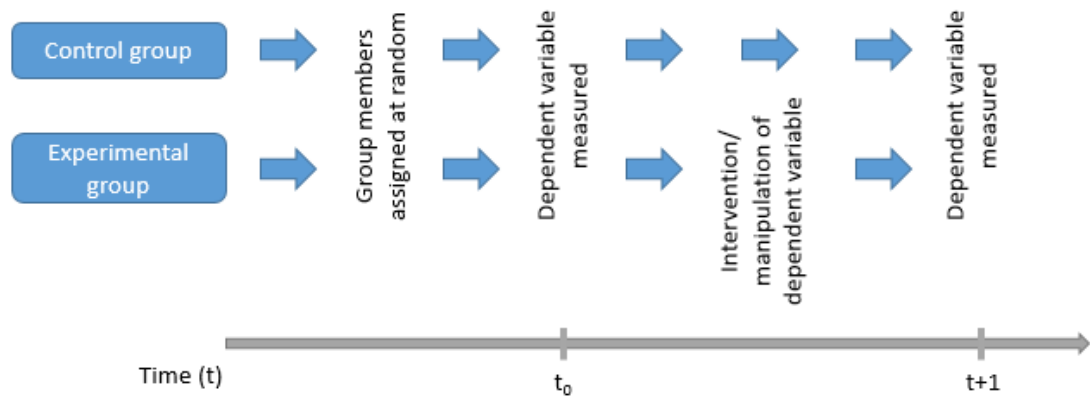 Control group
Experimental
group
Group members
assigned at random
Dependent variable
measured
Intervention/
manipulation of
dependent variable
Dependent variable
measured
Time (t)
t₀
t+1